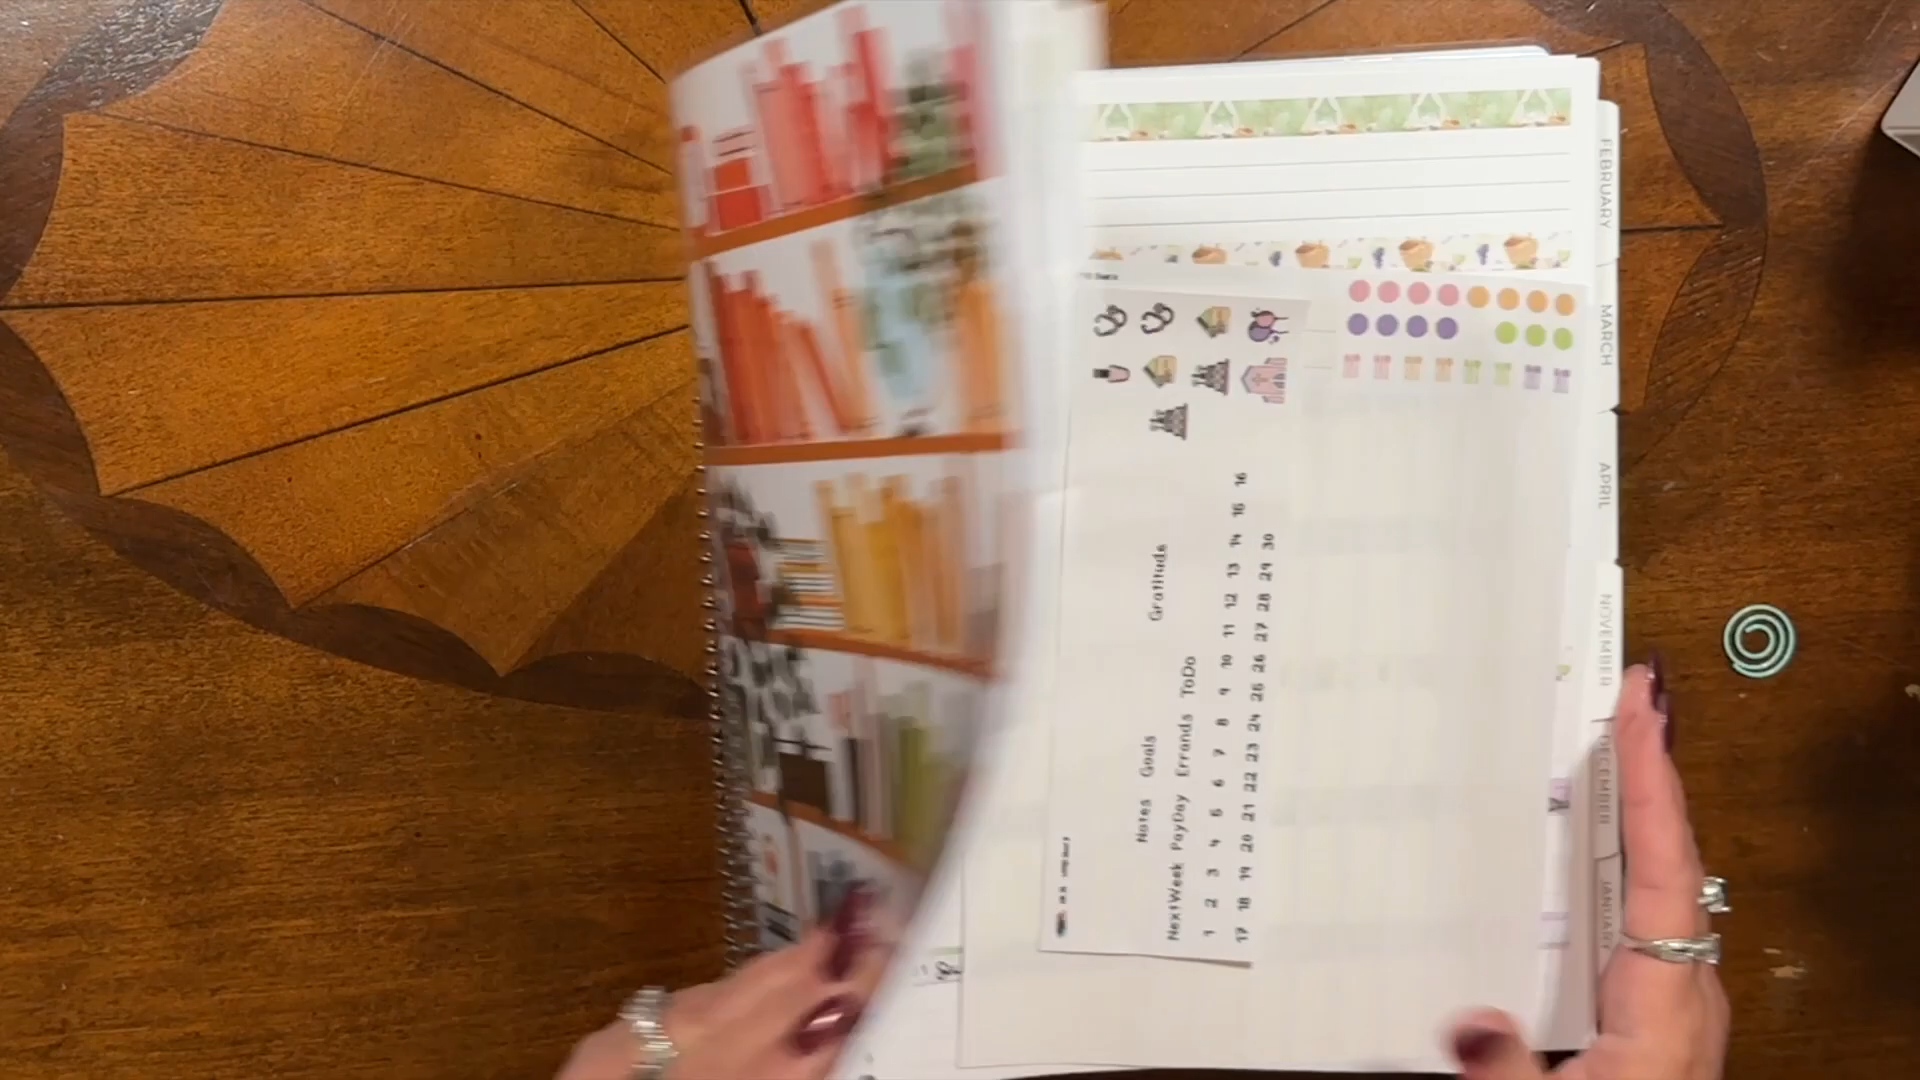 FEBRUARY
MARCH
APRIL
NOVEMBER
DECEMBER
JANUARY
Notes Goals Gratitude
NextWeek PayDay Errands ToDo
1 2 3 4 5 6 7 8 9 10 11 12 13 14 15 16
17 18 19 20 21 22 23 24 25 26 27 28 29 30